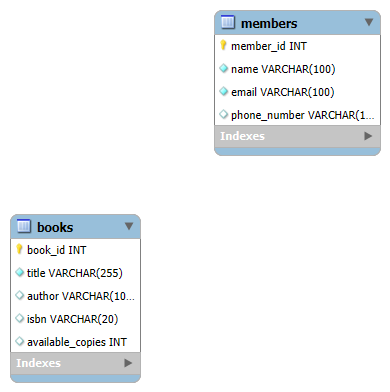 members
member_id INT
name VARCHAR(100)
email VARCHAR(100)
phone_number VARCHAR(1...
Indexes
books
book_id INT
title VARCHAR(255)
author VARCHAR(10...
isbn VARCHAR(20)
available_copies INT
Indexes